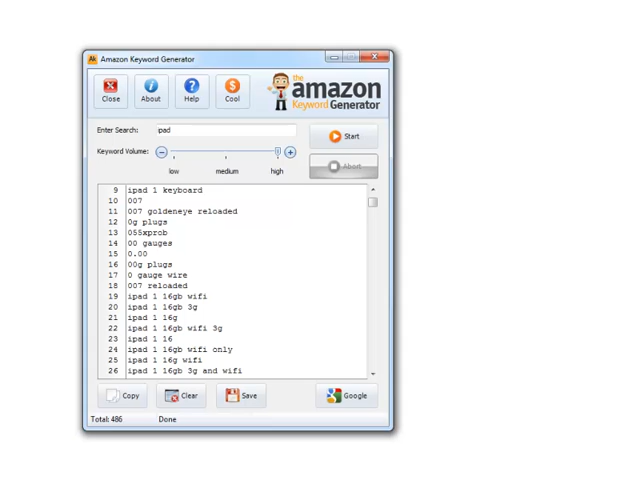 Ak Amazon Keyword Generator
Close
About
Help
Cool
the
amazon
Keyword Generator
Enter Search: ipad
Start
Keyword Volume:
low medium high
Abort
9 ipad 1 keyboard
10 007
11 007 goldeneye reloaded
12 0g plugs
13 055xprob
14 00 gauges
15 0.00
16 00g plugs
17 0 gauge wire
18 007 reloaded
19 ipad 1 16gb wifi
20 ipad 1 16gb 3g
21 ipad 1 16g
22 ipad 1 16gb wifi 3g
23 ipad 1 16
24 ipad 1 16gb wifi only
25 ipad 1 16g wifi
26 ipad 1 16gb 3g and wifi
Copy
Clear
Save
Google
Total: 486 Done